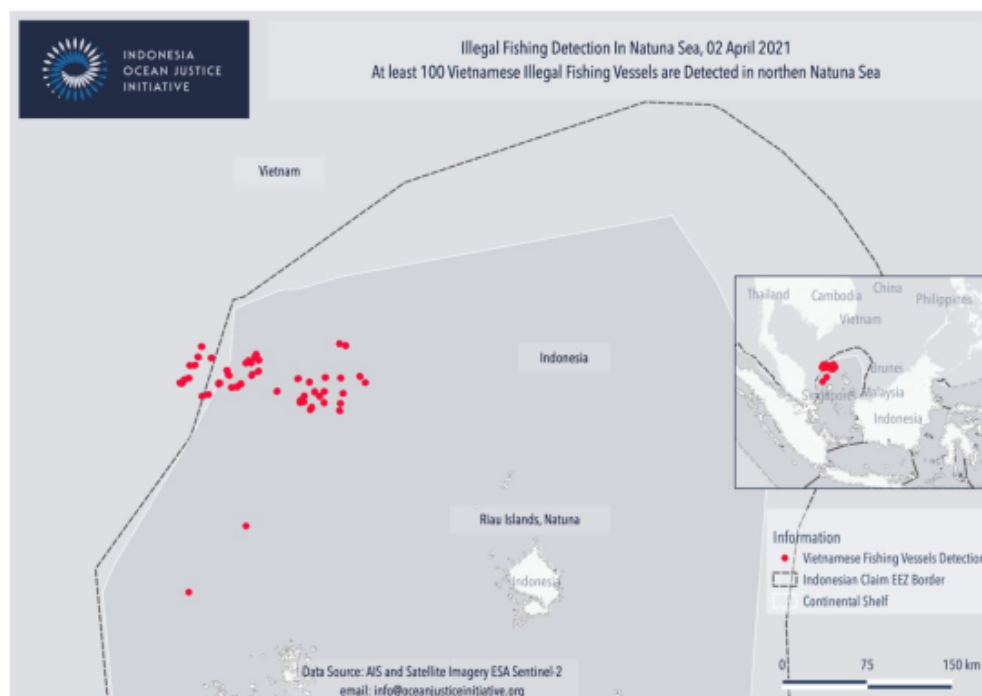 INDONESIA
OCEAN JUSTICE
INITIATIVE
Illegal Fishing Detection In Natuna Sea, 02 April 2021
At least 100 Vietnamese Illegal Fishing Vessels are Detected in northen Natuna Sea
Vietnam
Indonesia
Thailand
Cambodia
China
Philippines
Vietnam
Brunei
Singapore
Malaysia
Indonesia
Riau Islands, Natuna
Indonesia
Information
Vietnamese Fishing Vessels Detection
Indonesian Claim EEZ Border
Continental Shelf
0 75 150 km
Data Source: AIS and Satellite Imagery ESA Sentinel-2
email: info@oceanjusticeinitiative.org